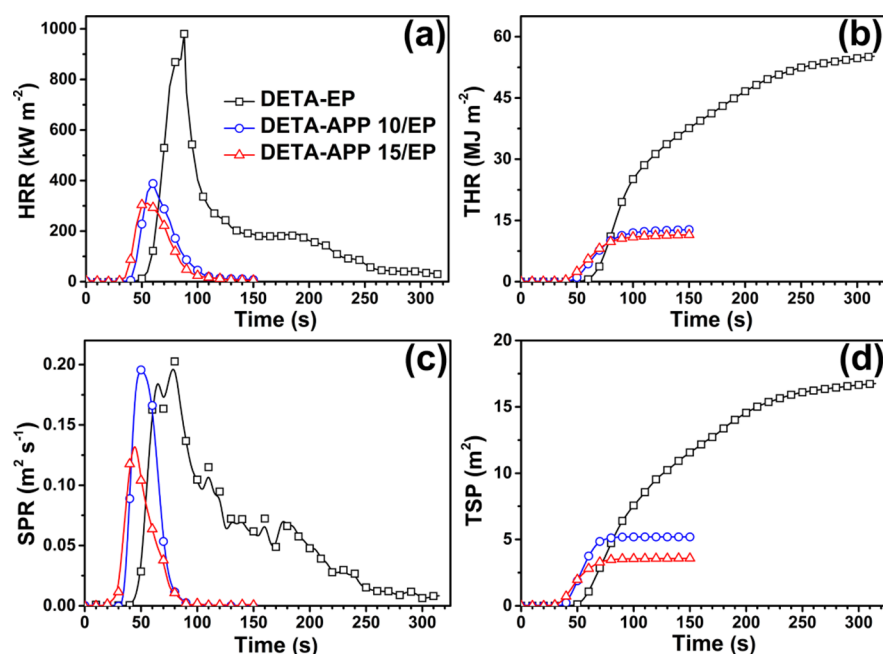 (a)
HRR (kW m⁻²)
1000
800
600
400
200
0
DETA-EP
DETA-APP 10/EP
DETA-APP 15/EP
0 50 100 150 200 250 300
Time (s)
(b)
THR (MJ m⁻²)
60
45
30
15
0
0 50 100 150 200 250 300
Time (s)
(c)
SPR (m² s⁻¹)
0.20
0.15
0.10
0.05
0.00
0 50 100 150 200 250 300
Time (s)
(d)
TSP (m²)
20
15
10
5
0
0 50 100 150 200 250 300
Time (s)